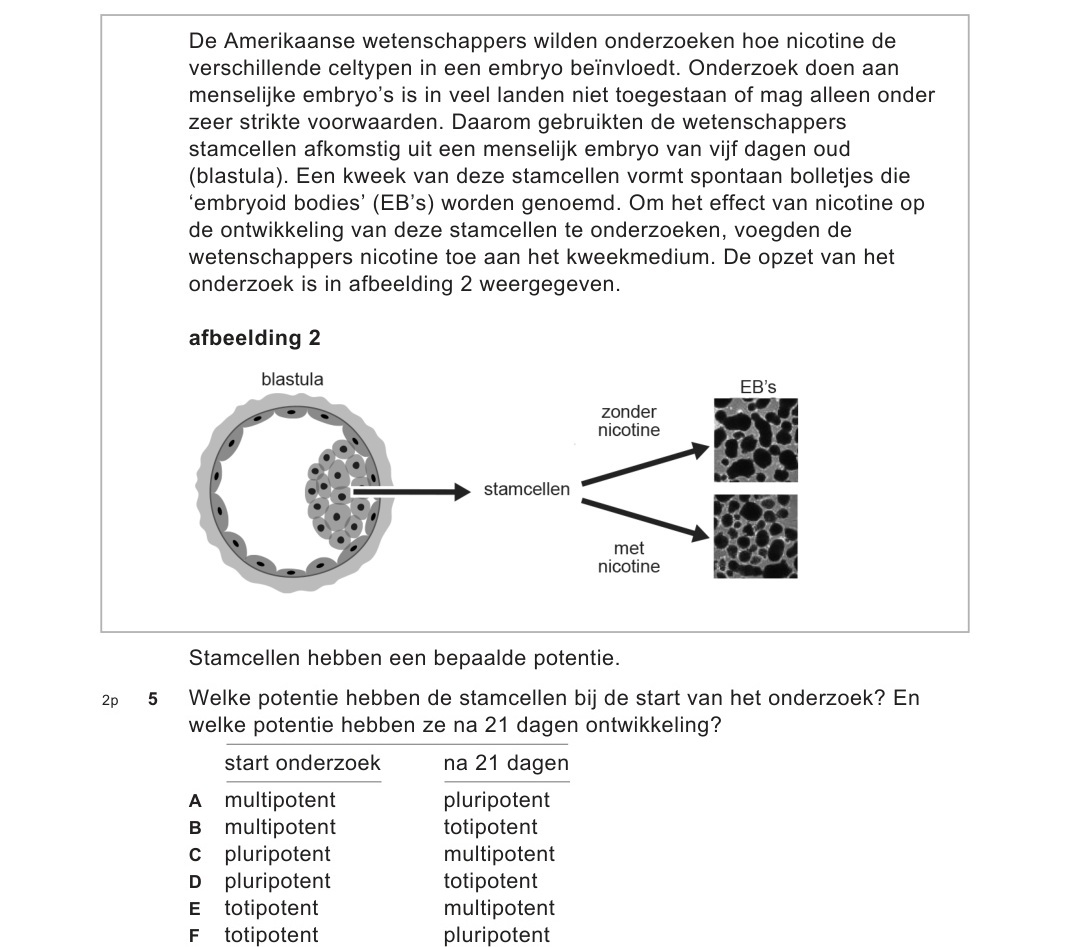 De Amerikaanse wetenschappers wilden onderzoeken hoe nicotine de
verschillende celtypen in een embryo beïnvloedt. Onderzoek doen aan
menselijke embryo’s is in veel landen niet toegestaan of mag alleen onder
zeer strikte voorwaarden. Daarom gebruikten de wetenschappers
stamcellen afkomstig uit een menselijk embryo van vijf dagen oud
(blastula). Een kweek van deze stamcellen vormt spontaan bolletjes die
‘embryoid bodies’ (EB’s) worden genoemd. Om het effect van nicotine op
de ontwikkeling van deze stamcellen te onderzoeken, voegden de
wetenschappers nicotine toe aan het kweekmedium. De opzet van het
onderzoek is in afbeelding 2 weergegeven.
afbeelding 2
blastula
stamcellen
zonder
nicotine
met
nicotine
EB’s
Stamcellen hebben een bepaalde potentie.
2p 5 Welke potentie hebben de stamcellen bij de start van het onderzoek? En
welke potentie hebben ze na 21 dagen ontwikkeling?
start onderzoek na 21 dagen
A multipotent pluripotent
B multipotent totipotent
C pluripotent multipotent
D pluripotent totipotent
E totipotent multipotent
F totipotent pluripotent